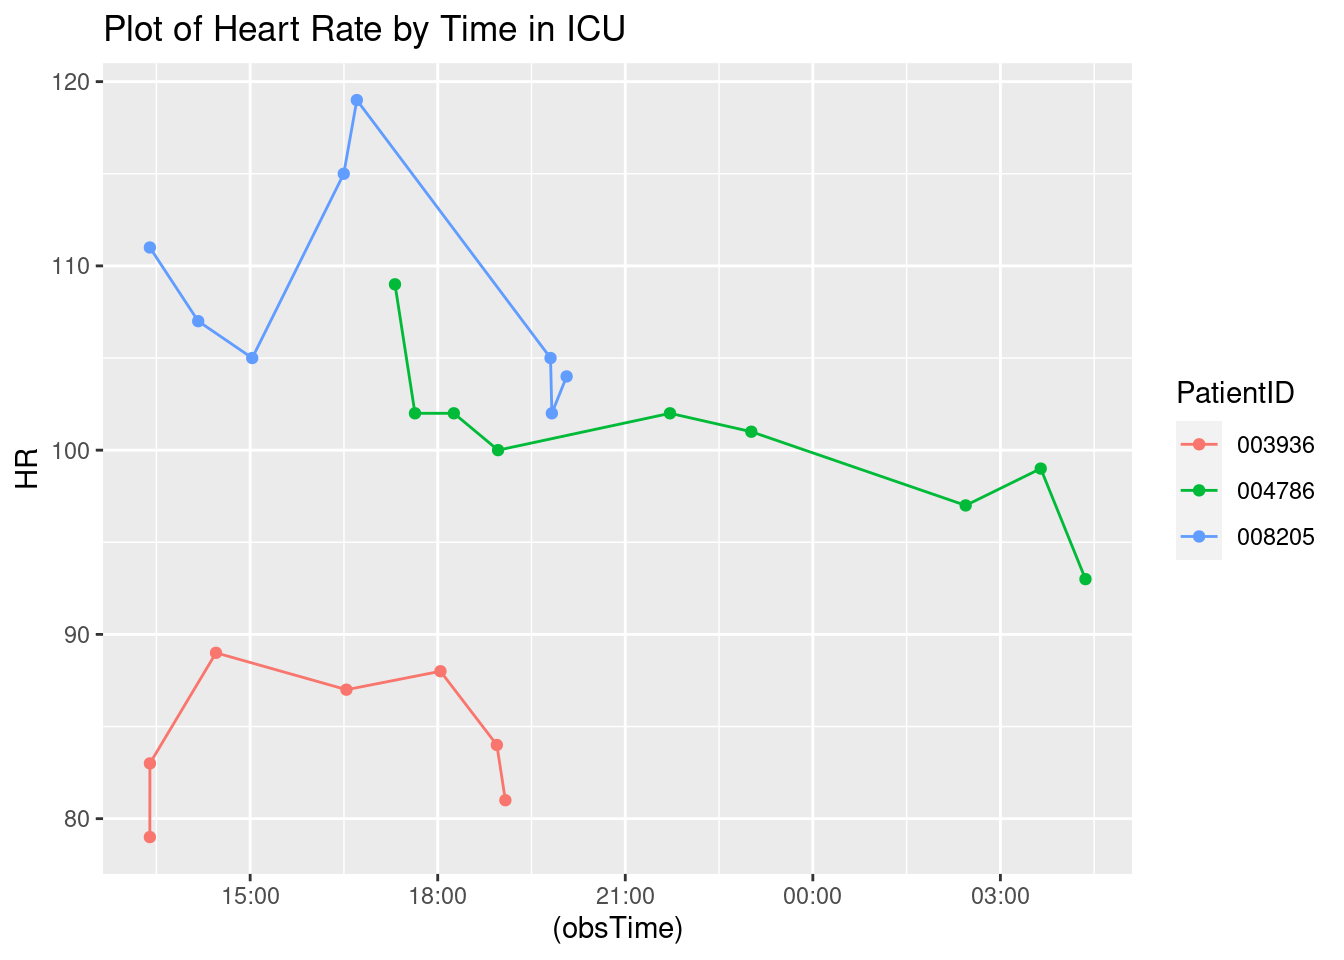 Plot of Heart Rate by Time in ICU
120
110
100
90
80
HR
15:00 18:00 21:00 00:00 03:00
(obsTime)
PatientID
003936
004786
008205